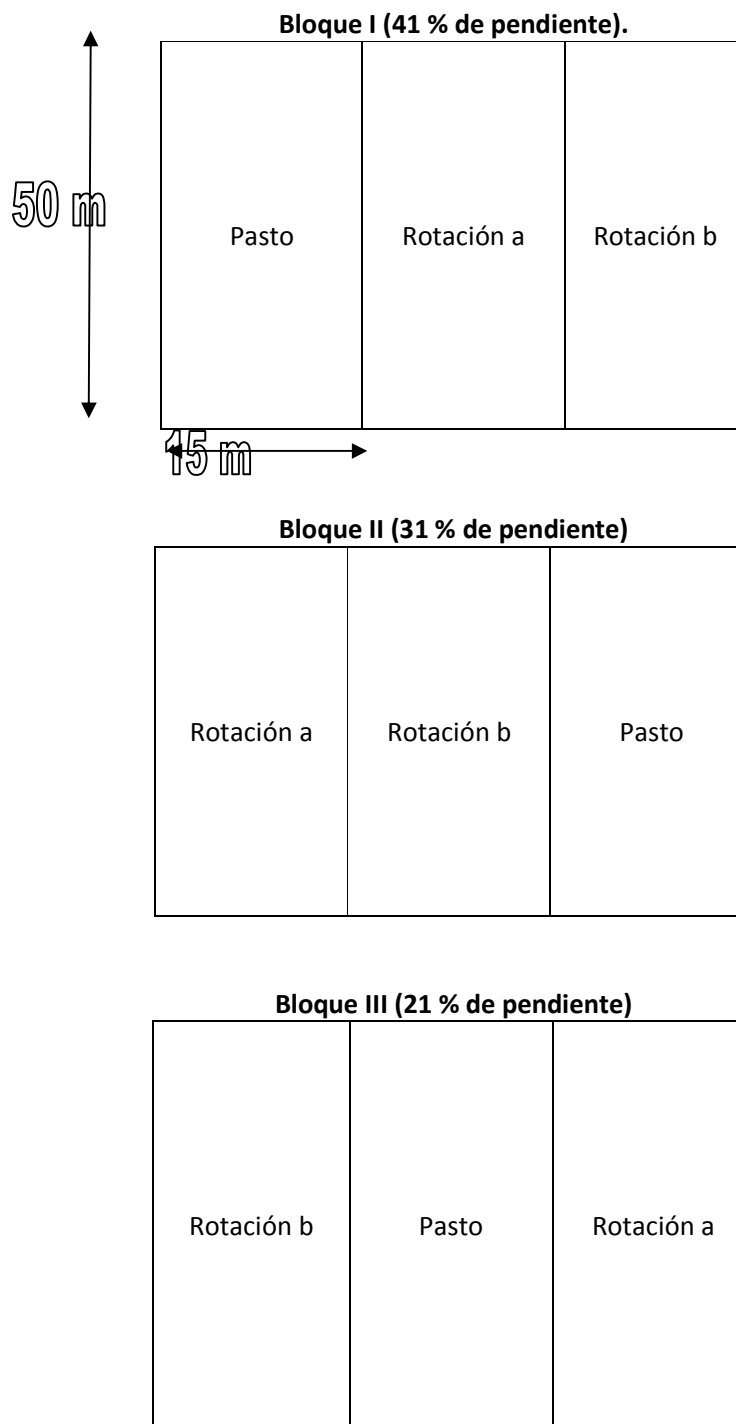 Bloque I (41 % de pendiente).
50 m
Pasto
Rotación a
Rotación b
15 m
Bloque II (31 % de pendiente)
Rotación a
Rotación b
Pasto
Bloque III (21 % de pendiente)
Rotación b
Pasto
Rotación a